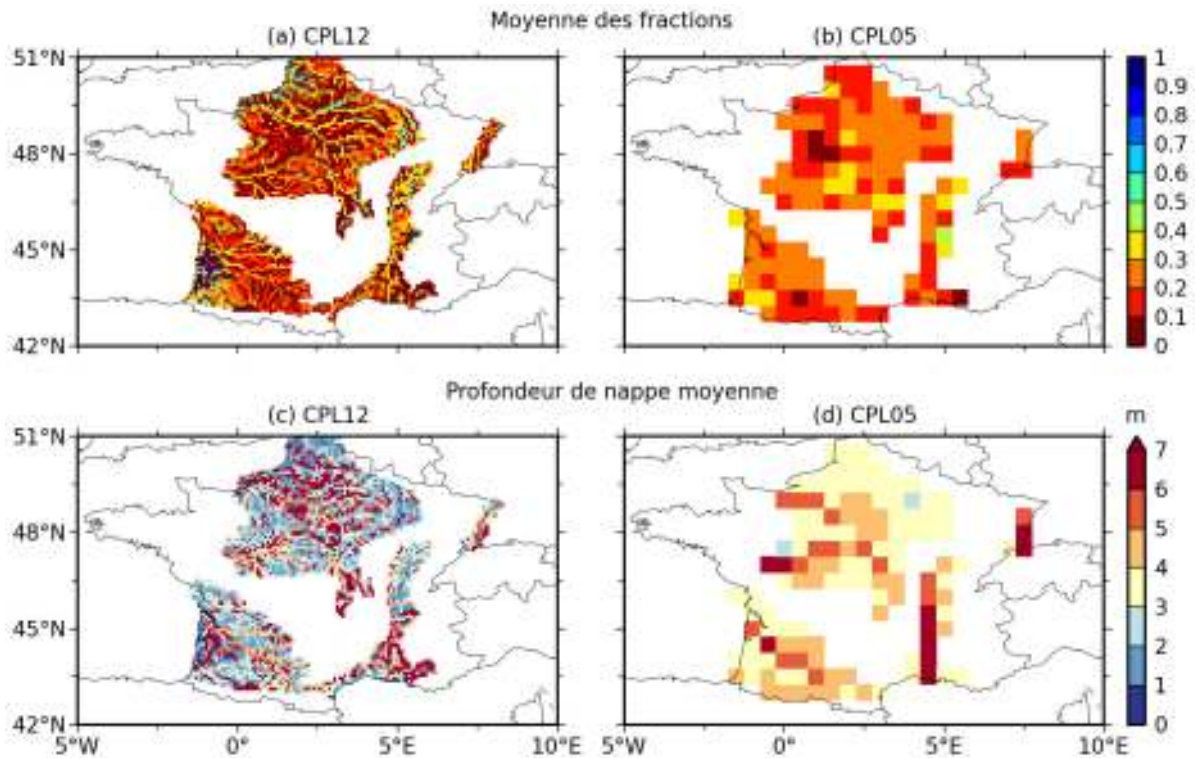 Moyenne des fractions
(a) CPL12
(b) CPL05
51°N
48°N
45°N
42°N
1
0.9
0.8
0.7
0.6
0.5
0.4
0.3
0.2
0.1
0
Profondeur de nappe moyenne
(c) CPL12
(d) CPL05
m
51°N
48°N
45°N
42°N
7
6
5
4
3
2
1
0
5°W
0°
5°E
10°E
5°W
0°
5°E
10°E